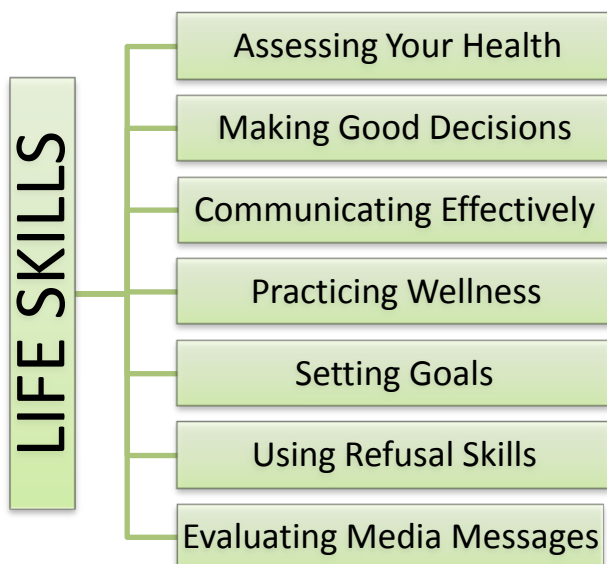 LIFE SKILLS
Assessing Your Health
Making Good Decisions
Communicating Effectively
Practicing Wellness
Setting Goals
Using Refusal Skills
Evaluating Media Messages